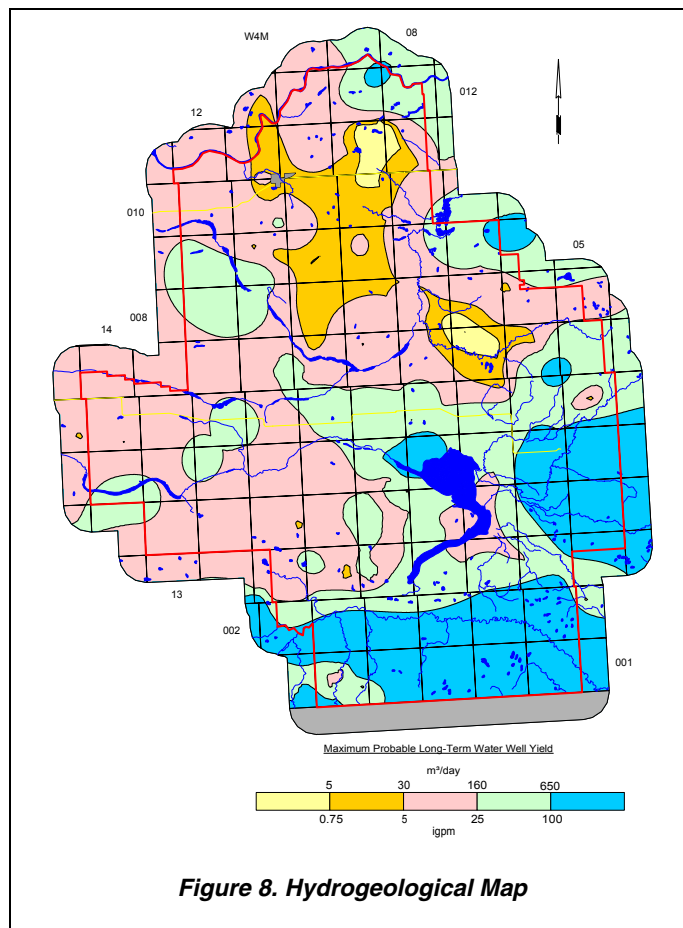 W4M
08
012
12
010
05
008
14
13
002
001
Maximum Probable Long-Term Water Well Yield
m³/day
5 30 160 650
0.75 5 25 100
igpm
Figure 8. Hydrogeological Map